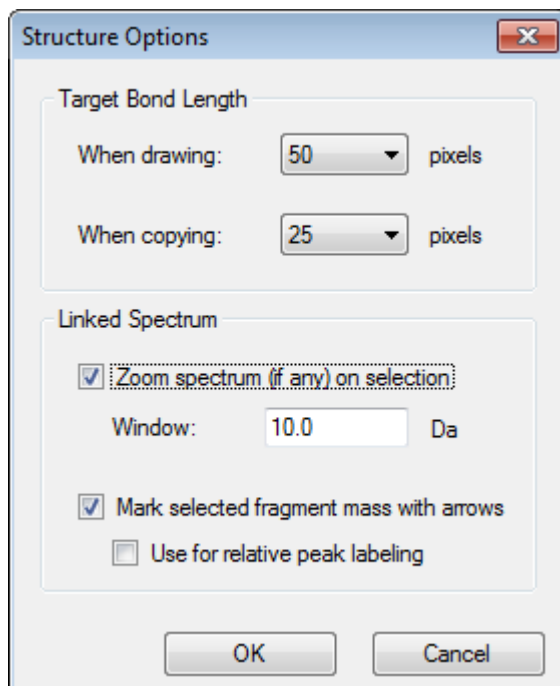 Structure Options
Target Bond Length
When drawing: 50 pixels
When copying: 25 pixels
Linked Spectrum
Zoom spectrum (if any) on selection
Window: 10.0 Da
Mark selected fragment mass with arrows
Use for relative peak labeling
OK Cancel